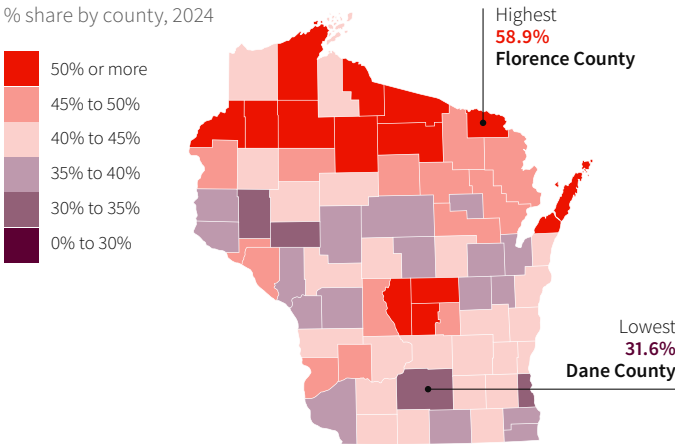 % share by county, 2024
50% or more
45% to 50%
40% to 45%
35% to 40%
30% to 35%
0% to 30%
Highest
58.9%
Florence County
Lowest
31.6%
Dane County